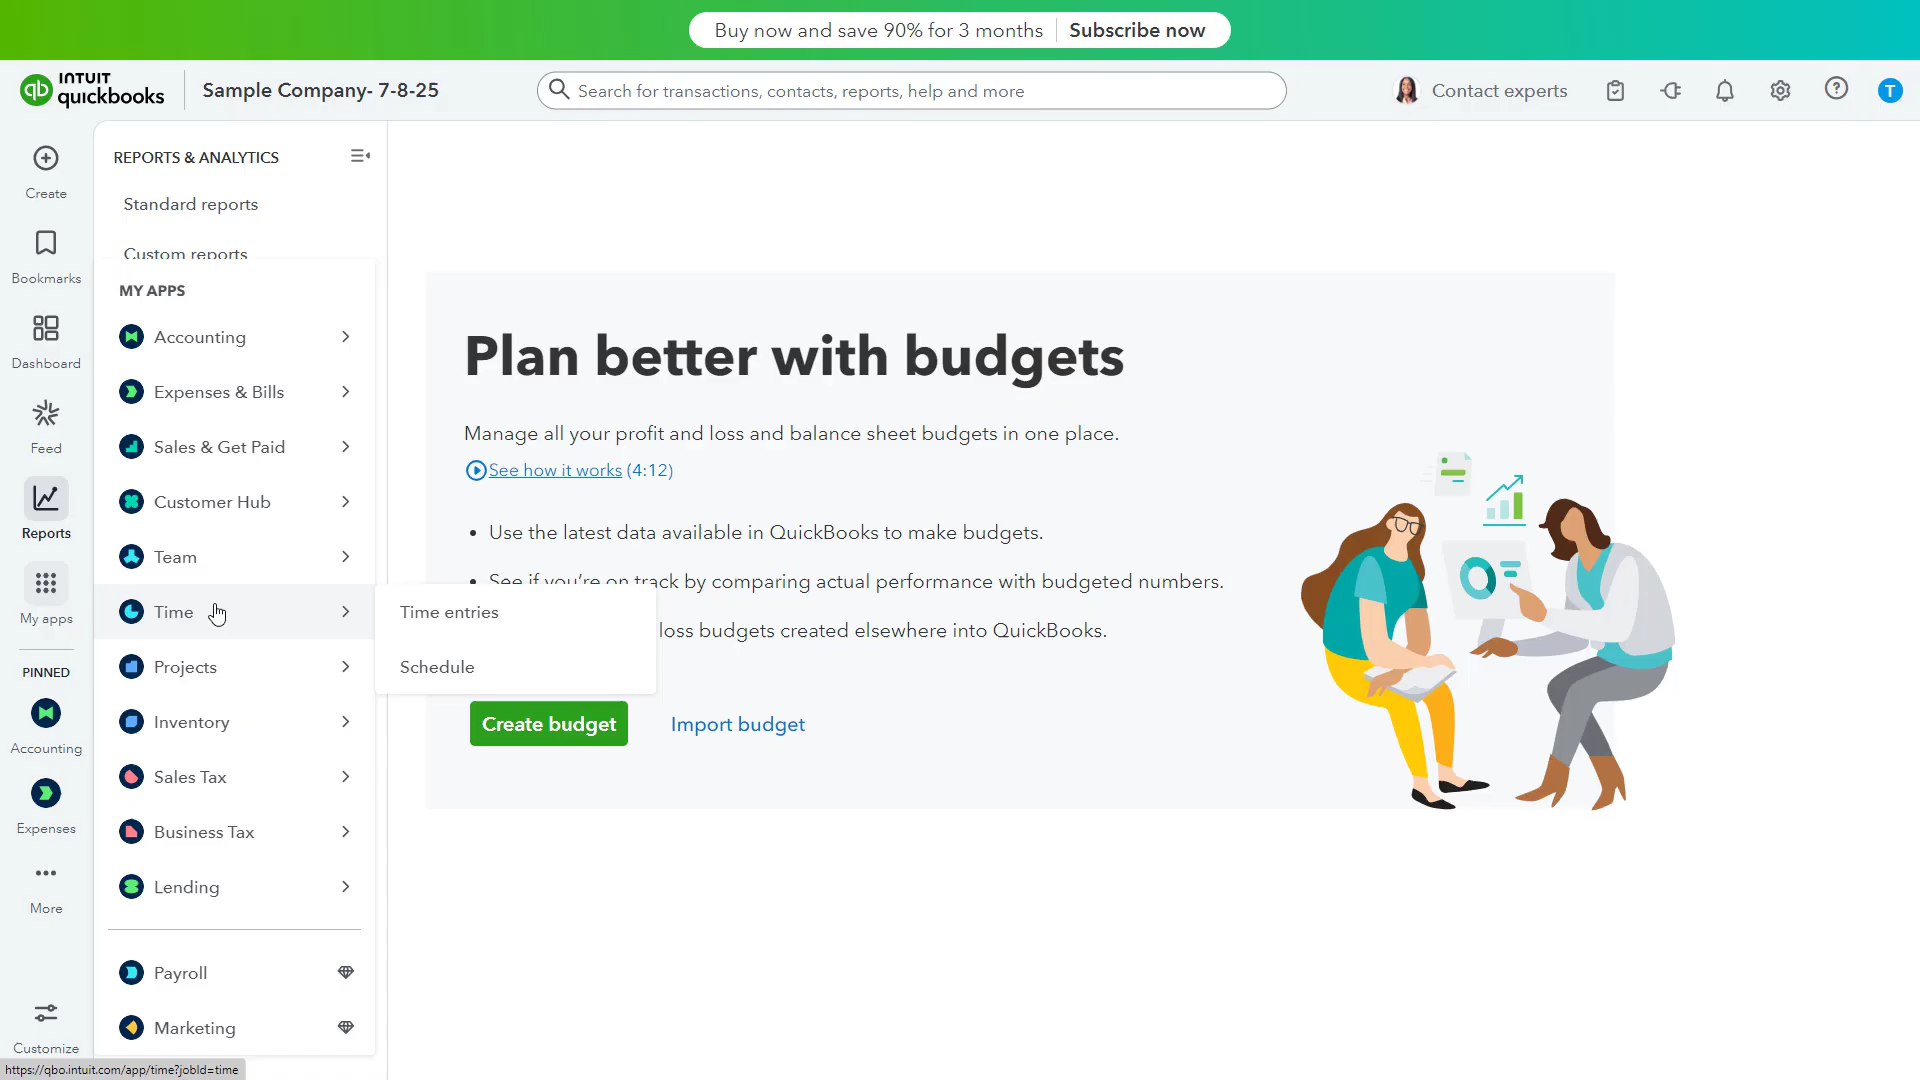 Buy now and save 90% for 3 months Subscribe now
INTUIT
quickbooks
Sample Company- 7-8-25
Search for transactions, contacts, reports, help and more
Contact experts
T
Create
Bookmarks
Dashboard
Feed
Reports
My apps
PINNED
Accounting
Expenses
More
Customize
REPORTS & ANALYTICS
Standard reports
Custom reports
MY APPS
Accounting
Expenses & Bills
Sales & Get Paid
Customer Hub
Team
Time
Projects
Inventory
Sales Tax
Business Tax
Lending
Payroll
Marketing
Time entries
Schedule
Plan better with budgets
Manage all your profit and loss and balance sheet budgets in one place.
See how it works (4:12)
• Use the latest data available in QuickBooks to make budgets.
• See if you’re on track by comparing actual performance with budgeted numbers.
loss budgets created elsewhere into QuickBooks.
Create budget Import budget
https://qbo.intuit.com/app/time?jobId=time